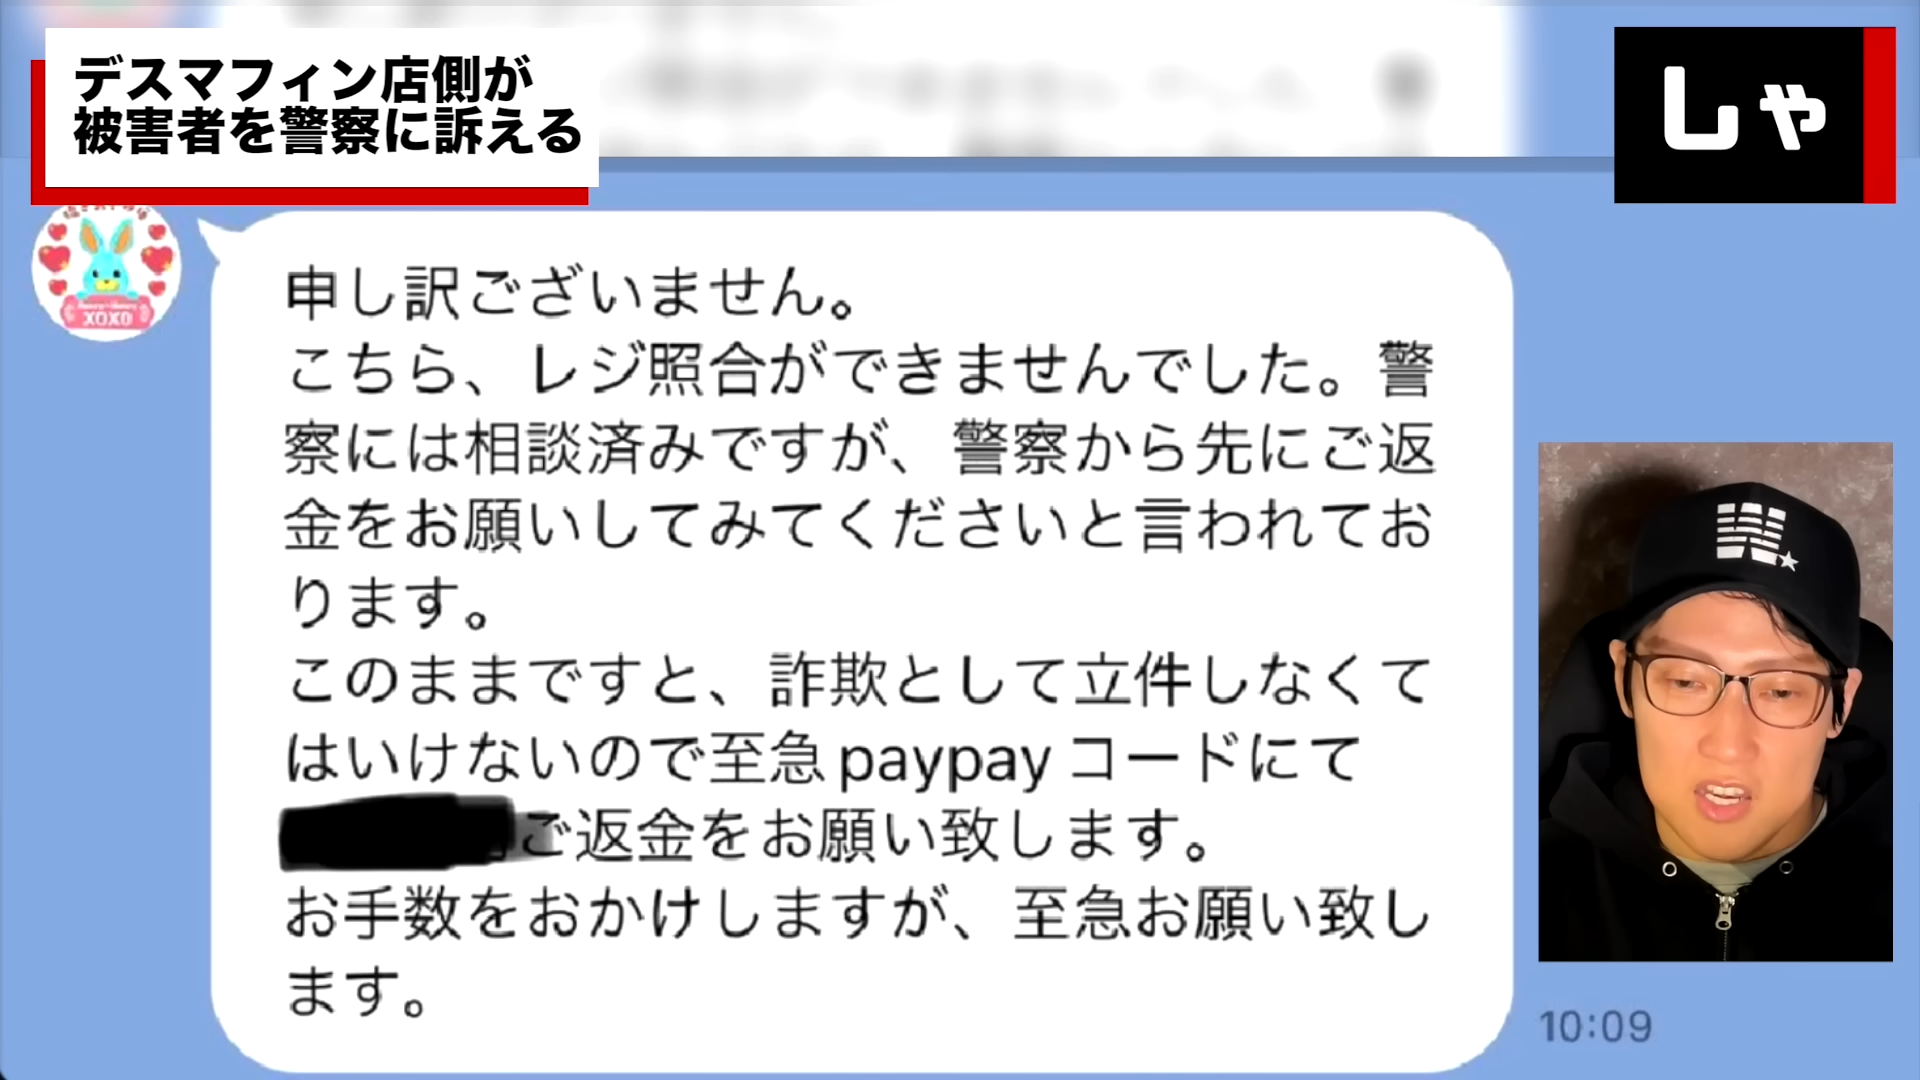 デスマフィン店側が
被害者を警察に訴える
しゃ
XOXO
申し訳ございません。
こちら、レジ照合ができませんでした。警
察には相談済みですが、警察から先にご返
金をお願いしてみてくださいと言われてお
ります。
このままですと、詐欺として立件しなくて
はいけないので至急paypayコードにて
ご返金をお願い致します。
お手数をおかけしますが、至急お願い致し
ます。
W
10:09